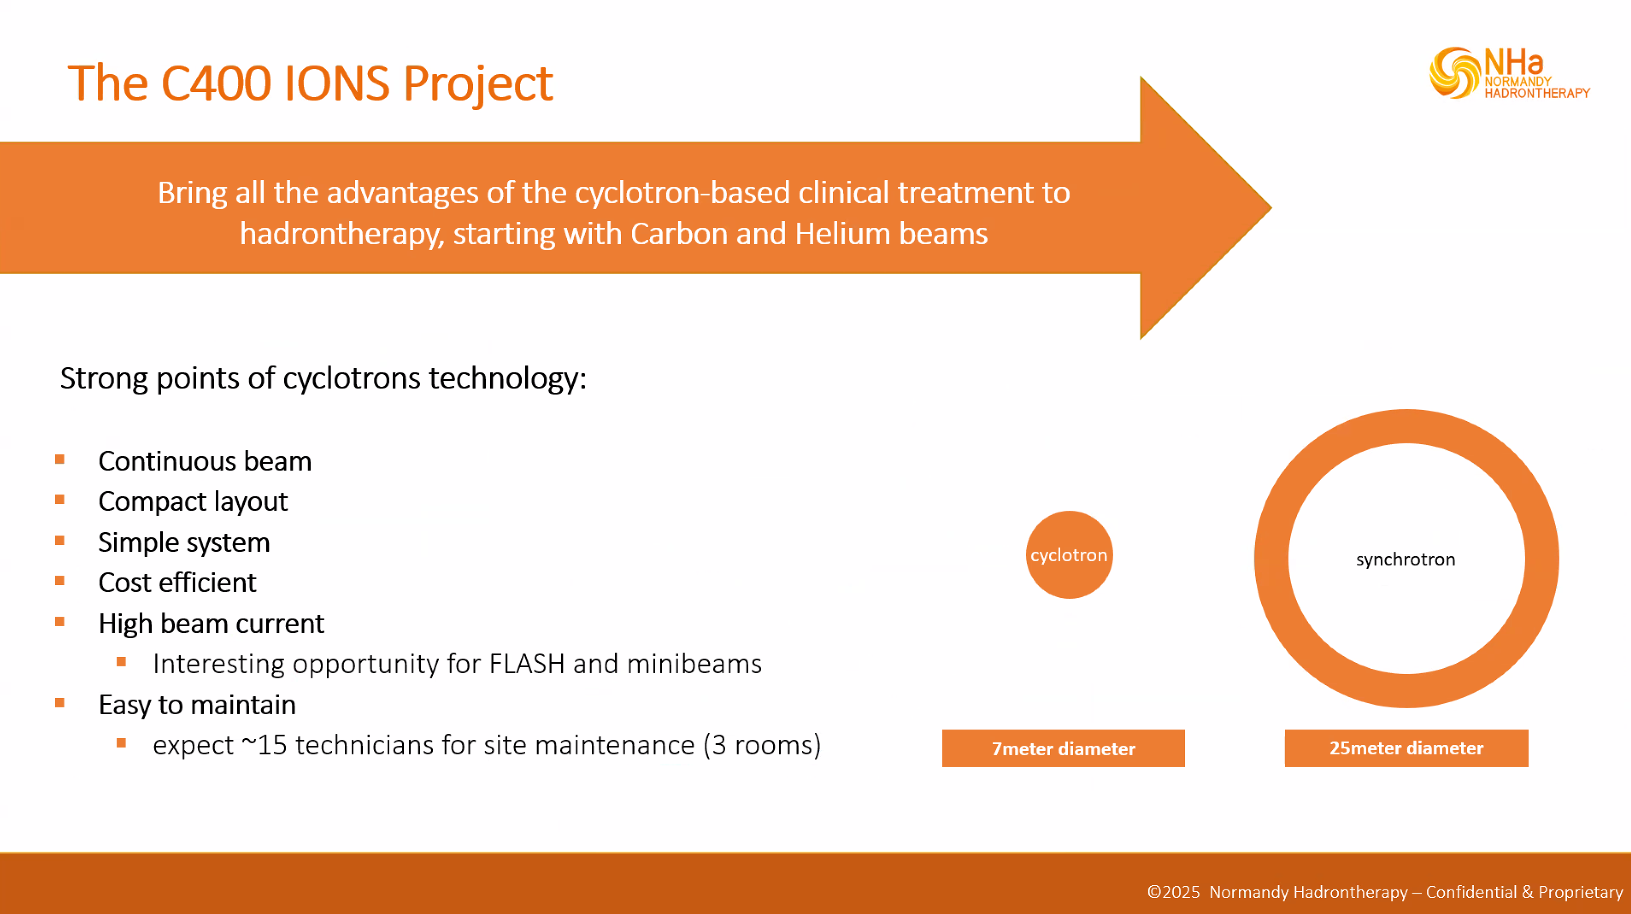 The C400 IONS Project
NHa
NORMANDY
HADRONTHERAPY
Bring all the advantages of the cyclotron-based clinical treatment to
hadrontherapy, starting with Carbon and Helium beams
Strong points of cyclotrons technology:
Continuous beam
Compact layout
Simple system
Cost efficient
High beam current
Interesting opportunity for FLASH and minibeams
Easy to maintain
expect ~15 technicians for site maintenance (3 rooms)
cyclotron
synchrotron
7meter diameter
25meter diameter
©2025 Normandy Hadrontherapy – Confidential & Proprietary